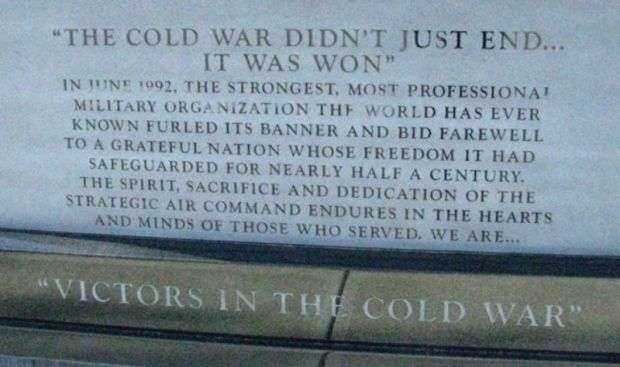 “THE COLD WAR DIDN’T JUST END...
IT WAS WON”
IN JUNE 1992, THE STRONGEST, MOST PROFESSIONAL
MILITARY ORGANIZATION THE WORLD HAS EVER
KNOWN FURLED ITS BANNER AND BID FAREWELL
TO A GRATEFUL NATION WHOSE FREEDOM IT HAD
SAFEGUARDED FOR NEARLY HALF A CENTURY.
THE SPIRIT, SACRIFICE AND DEDICATION OF THE
STRATEGIC AIR COMMAND ENDURES IN THE HEARTS
AND MINDS OF THOSE WHO SERVED. WE ARE...
“VICTORS IN THE COLD WAR”